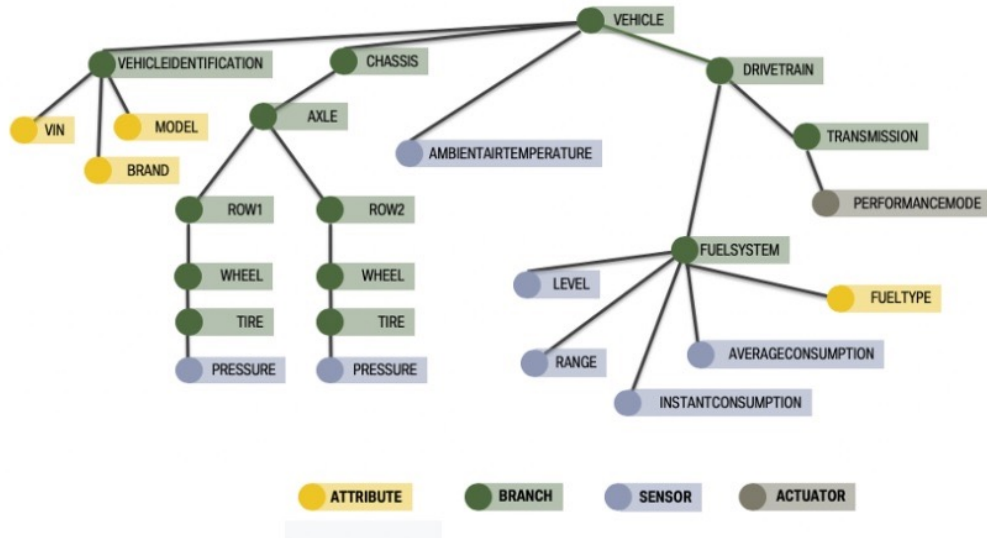 VEHICLE
VEHICLEIDENTIFICATION
CHASSIS
DRIVETRAIN
VIN
MODEL
AXLE
TRANSMISSION
BRAND
AMBIENTAIRTEMPERATURE
ROW1
ROW2
PERFORMANCEMODE
FUELSYSTEM
WHEEL
WHEEL
LEVEL
FUELTYPE
TIRE
TIRE
PRESSURE
PRESSURE
RANGE
AVERAGECONSUMPTION
INSTANTCONSUMPTION
ATTRIBUTE
BRANCH
SENSOR
ACTUATOR